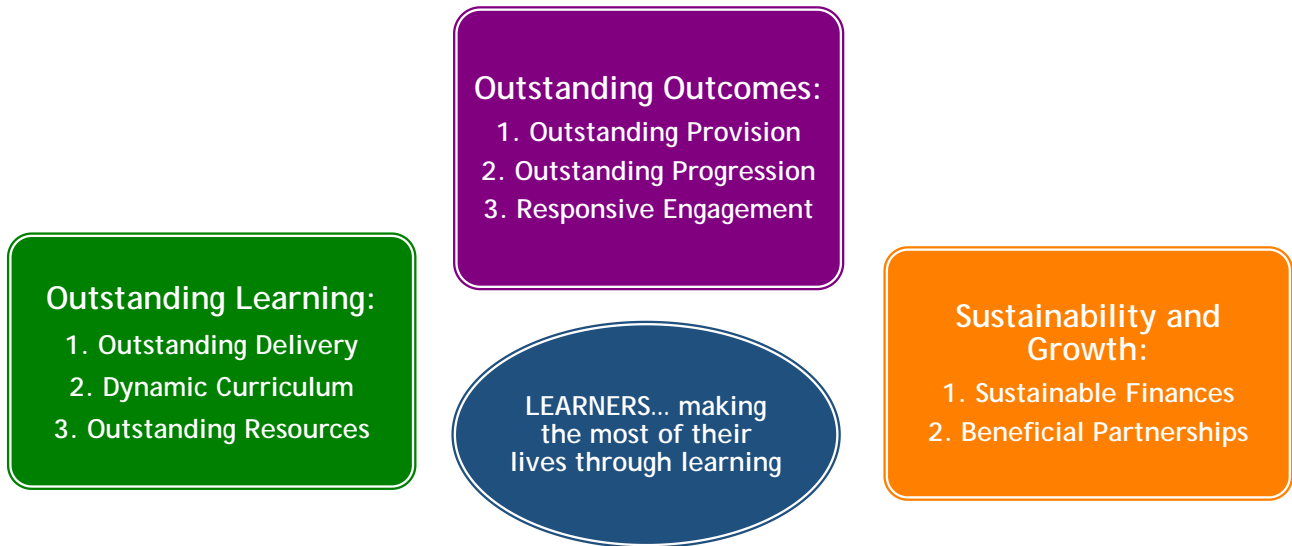 Outstanding Outcomes:
1. Outstanding Provision
2. Outstanding Progression
3. Responsive Engagement
Outstanding Learning:
1. Outstanding Delivery
2. Dynamic Curriculum
3. Outstanding Resources
LEARNERS... making
the most of their
lives through learning
Sustainability and
Growth:
1. Sustainable Finances
2. Beneficial Partnerships